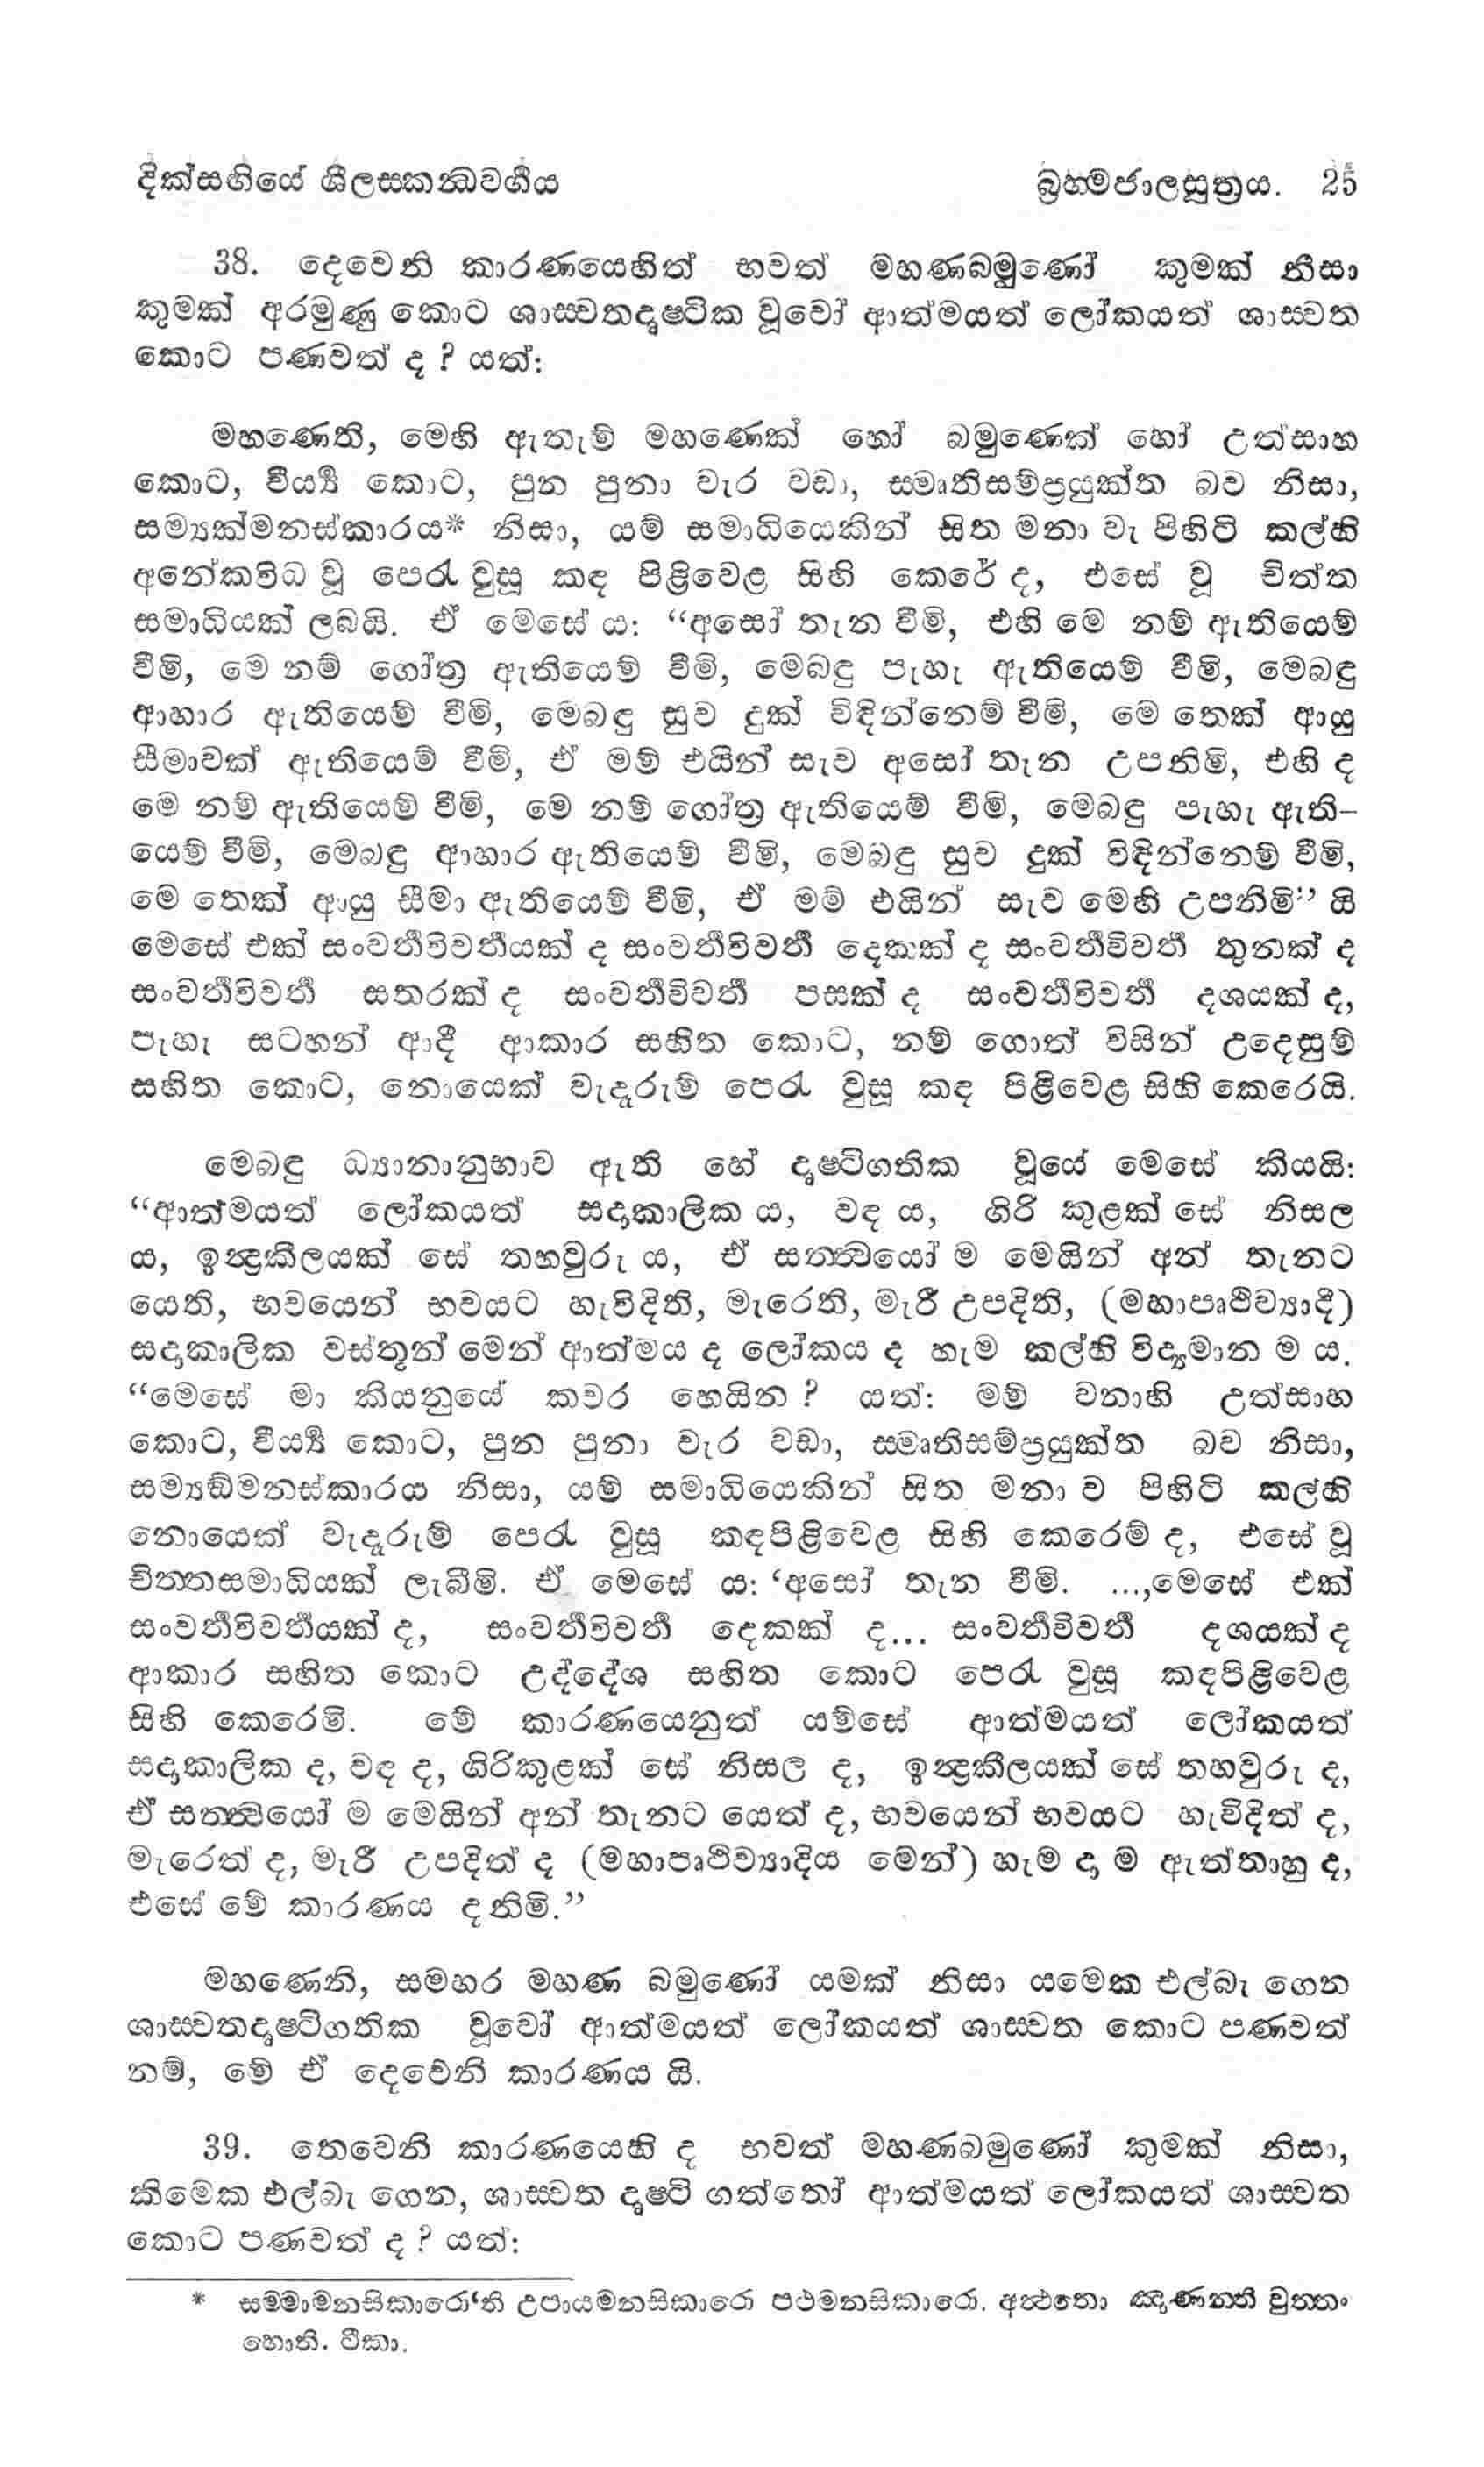 දික්සඟියේ ශීලස්කන්ධවර්ගය
බ්‍රහ්මජාලසූත්‍රය. 25
38. දෙවෙනි කාරණයෙහිත් භවත් මහණබමුණෝ කුමක් නිසා
කුමක් අරමුණු කොට ශාස්වතදෘෂ්ටික වූවෝ ආත්මයත් ලෝකයත් ශාස්වත
කොට පණවත් ද ? යත්:
මහණෙනි, මෙහි ඇතැම් මහණෙක් හෝ බමුණෙක් හෝ උත්සාහ
කොට, වීර්‍ය්‍ය කොට, පුන පුනා වැර වඩා, සමෘතිසම්ප්‍රයුක්ත බව නිසා,
සම්‍යක්මනස්කාරය* නිසා, යම් සමාධියෙකින් සිත මනා වැ පිහිටි කල්හි
අනේකවිධ වූ පෙරැ වුසූ කඳ පිළිවෙළ සිහි කෙරේ ද, එසේ වූ චිත්ත
සමාධියක් ලබයි. ඒ මෙසේ ය: “අසෝ තැන වීමි, එහි මෙ නම් ඇතියෙම්
වීමි, මෙ නම් ගෝත්‍ර ඇතියෙම් වීමි, මෙබඳු පැහැ ඇතියෙම් වීමි, මෙබඳු
ආහාර ඇතියෙම් වීමි, මෙබඳු සුව දුක් විඳින්නෙම් වීමි, මෙ තෙක් ආයු
සීමාවක් ඇතියෙම් වීමි, ඒ මම් එයින් සැව අසෝ තැන උපනිමි, එහි ද
මෙ නම් ඇතියෙම් වීමි, මෙ නම් ගෝත්‍ර ඇතියෙම් වීමි, මෙබඳු පැහැ ඇති-
යෙම් වීමි, මෙබඳු ආහාර ඇතියෙම් වීමි, මෙබඳු සුව දුක් විඳින්නෙම් වීමි,
මෙ තෙක් ආයු සීමා ඇතියෙම් වීමි, ඒ මම් එයින් සැව මෙහි උපනිමි” යි
මෙසේ එක් සංවර්තවිවර්තයක් ද සංවර්තවිවර්ත දෙකක් ද සංවර්තවිවර්ත තුනක් ද
සංවර්තවිවර්ත සතරක් ද සංවර්තවිවර්ත පසක් ද සංවර්තවිවර්ත දශයක් ද,
පැහැ සටහන් ආදී ආකාර සහිත කොට, නම් ගොත් විසින් උදෙසුම්
සහිත කොට, නොයෙක් වැදෑරුම් පෙරැ වුසූ කඳ පිළිවෙළ සිහි කෙරෙයි.
මෙබඳු ධ්‍යානානුභාව ඇති හේ දෘෂ්ටිගතික වූයේ මෙසේ කියයි:
“ආත්මයත් ලෝකයත් සදාකාලික ය, වඳ ය, ගිරි කුළක් සේ නිසල
ය, ඉන්‍ද්‍රකීලයක් සේ තහවුරු ය, ඒ සත්ත්‍වයෝ ම මෙයින් අන් තැනට
යෙති, භවයෙන් භවයට හැවිදිති, මැරෙති, මැරී උපදිති, (මහාපෘථිව්‍යාදි)
සදාකාලික වස්තූන් මෙන් ආත්මය ද ලෝකය ද හැම කල්හි විද්‍යමාන ම ය.
“මෙසේ මා කියනුයේ කවර හෙයින ? යත්: මම් වනාහි උත්සාහ
කොට, වීර්‍ය්‍ය කොට, පුන පුනා වැර වඩා, සමෘතිසම්ප්‍රයුක්ත බව නිසා,
සම්‍යඞ්මනස්කාරය නිසා, යම් සමාධියෙකින් සිත මනා ව පිහිටි කල්හි
නොයෙක් වැදෑරුම් පෙරැ වුසූ කඳපිළිවෙළ සිහි කෙරෙම් ද, එසේ වූ
චිත්තසමාධියක් ලැබීමි. ඒ මෙසේ ය: ‘අසෝ තැන වීමි. ...,මෙසේ එක්
සංවර්තවිවර්තයක් ද, සංවර්තවිවර්ත දෙකක් ද... සංවර්තවිවර්ත දශයක් ද
ආකාර සහිත කොට උද්දේශ සහිත කොට පෙරැ වුසූ කඳපිළිවෙළ
සිහි කෙරෙමි. මේ කාරණයෙනුත් යම්සේ ආත්මයත් ලෝකයත්
සදාකාලික ද, වඳ ද, ගිරිකුළක් සේ නිසල ද, ඉන්‍ද්‍රකීලයක් සේ තහවුරු ද,
ඒ සත්ත්‍වයෝ ම මෙයින් අන් තැනට යෙත් ද, භවයෙන් භවයට හැවිදිත් ද,
මැරෙත් ද, මැරී උපදිත් ද (මහාපෘථිව්‍යාදිය මෙන්) හැම දා ම ඇත්තාහු ද,
එසේ මේ කාරණය දනිමි.”
මහණෙනි, සමහර මහණ බමුණෝ යමක් නිසා යමෙක එල්බැ ගෙන
ශාස්වතදෘෂ්ටිගතික වූවෝ ආත්මයත් ලෝකයත් ශාස්වත කොට පණවත්
නම්, මේ ඒ දෙවෙනි කාරණය යි.
39. තෙවෙනි කාරණයෙහි ද භවත් මහණබමුණෝ කුමක් නිසා,
කිමෙක එල්බැ ගෙන, ශාස්වත දෘෂ්ටි ගත්තෝ ආත්මයත් ලෝකයත් ශාස්වත
කොට පණවත් ද ? යත්:
* සම්මාමනසිකාරො‘ති උපායමනසිකාරො පථමනසිකාරො. අත්‍ථතො ඤාණන්ති වුත්තං
හොති. ටීකා.